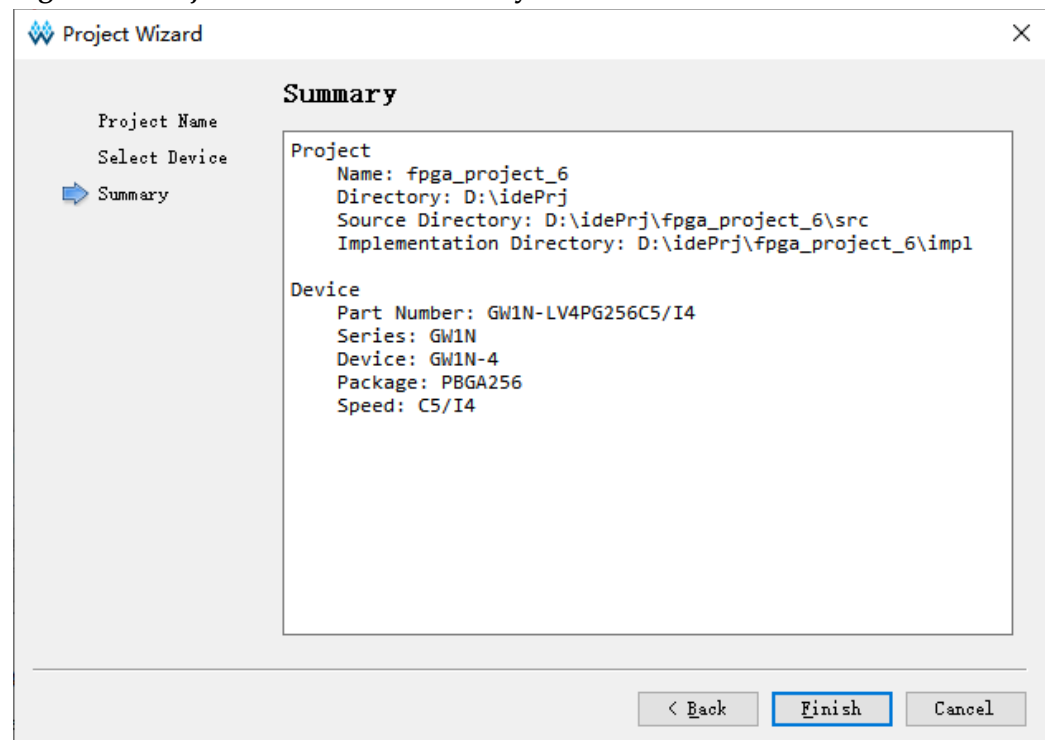 Project Wizard
Project Name
Select Device
Summary
Summary
Project
Name: fpga_project_6
Directory: D:\idePrj
Source Directory: D:\idePrj\fpga_project_6\src
Implementation Directory: D:\idePrj\fpga_project_6\impl
Device
Part Number: GW1N-LV4PG256C5/I4
Series: GW1N
Device: GW1N-4
Package: PBGA256
Speed: C5/I4
< Back
Finish
Cancel